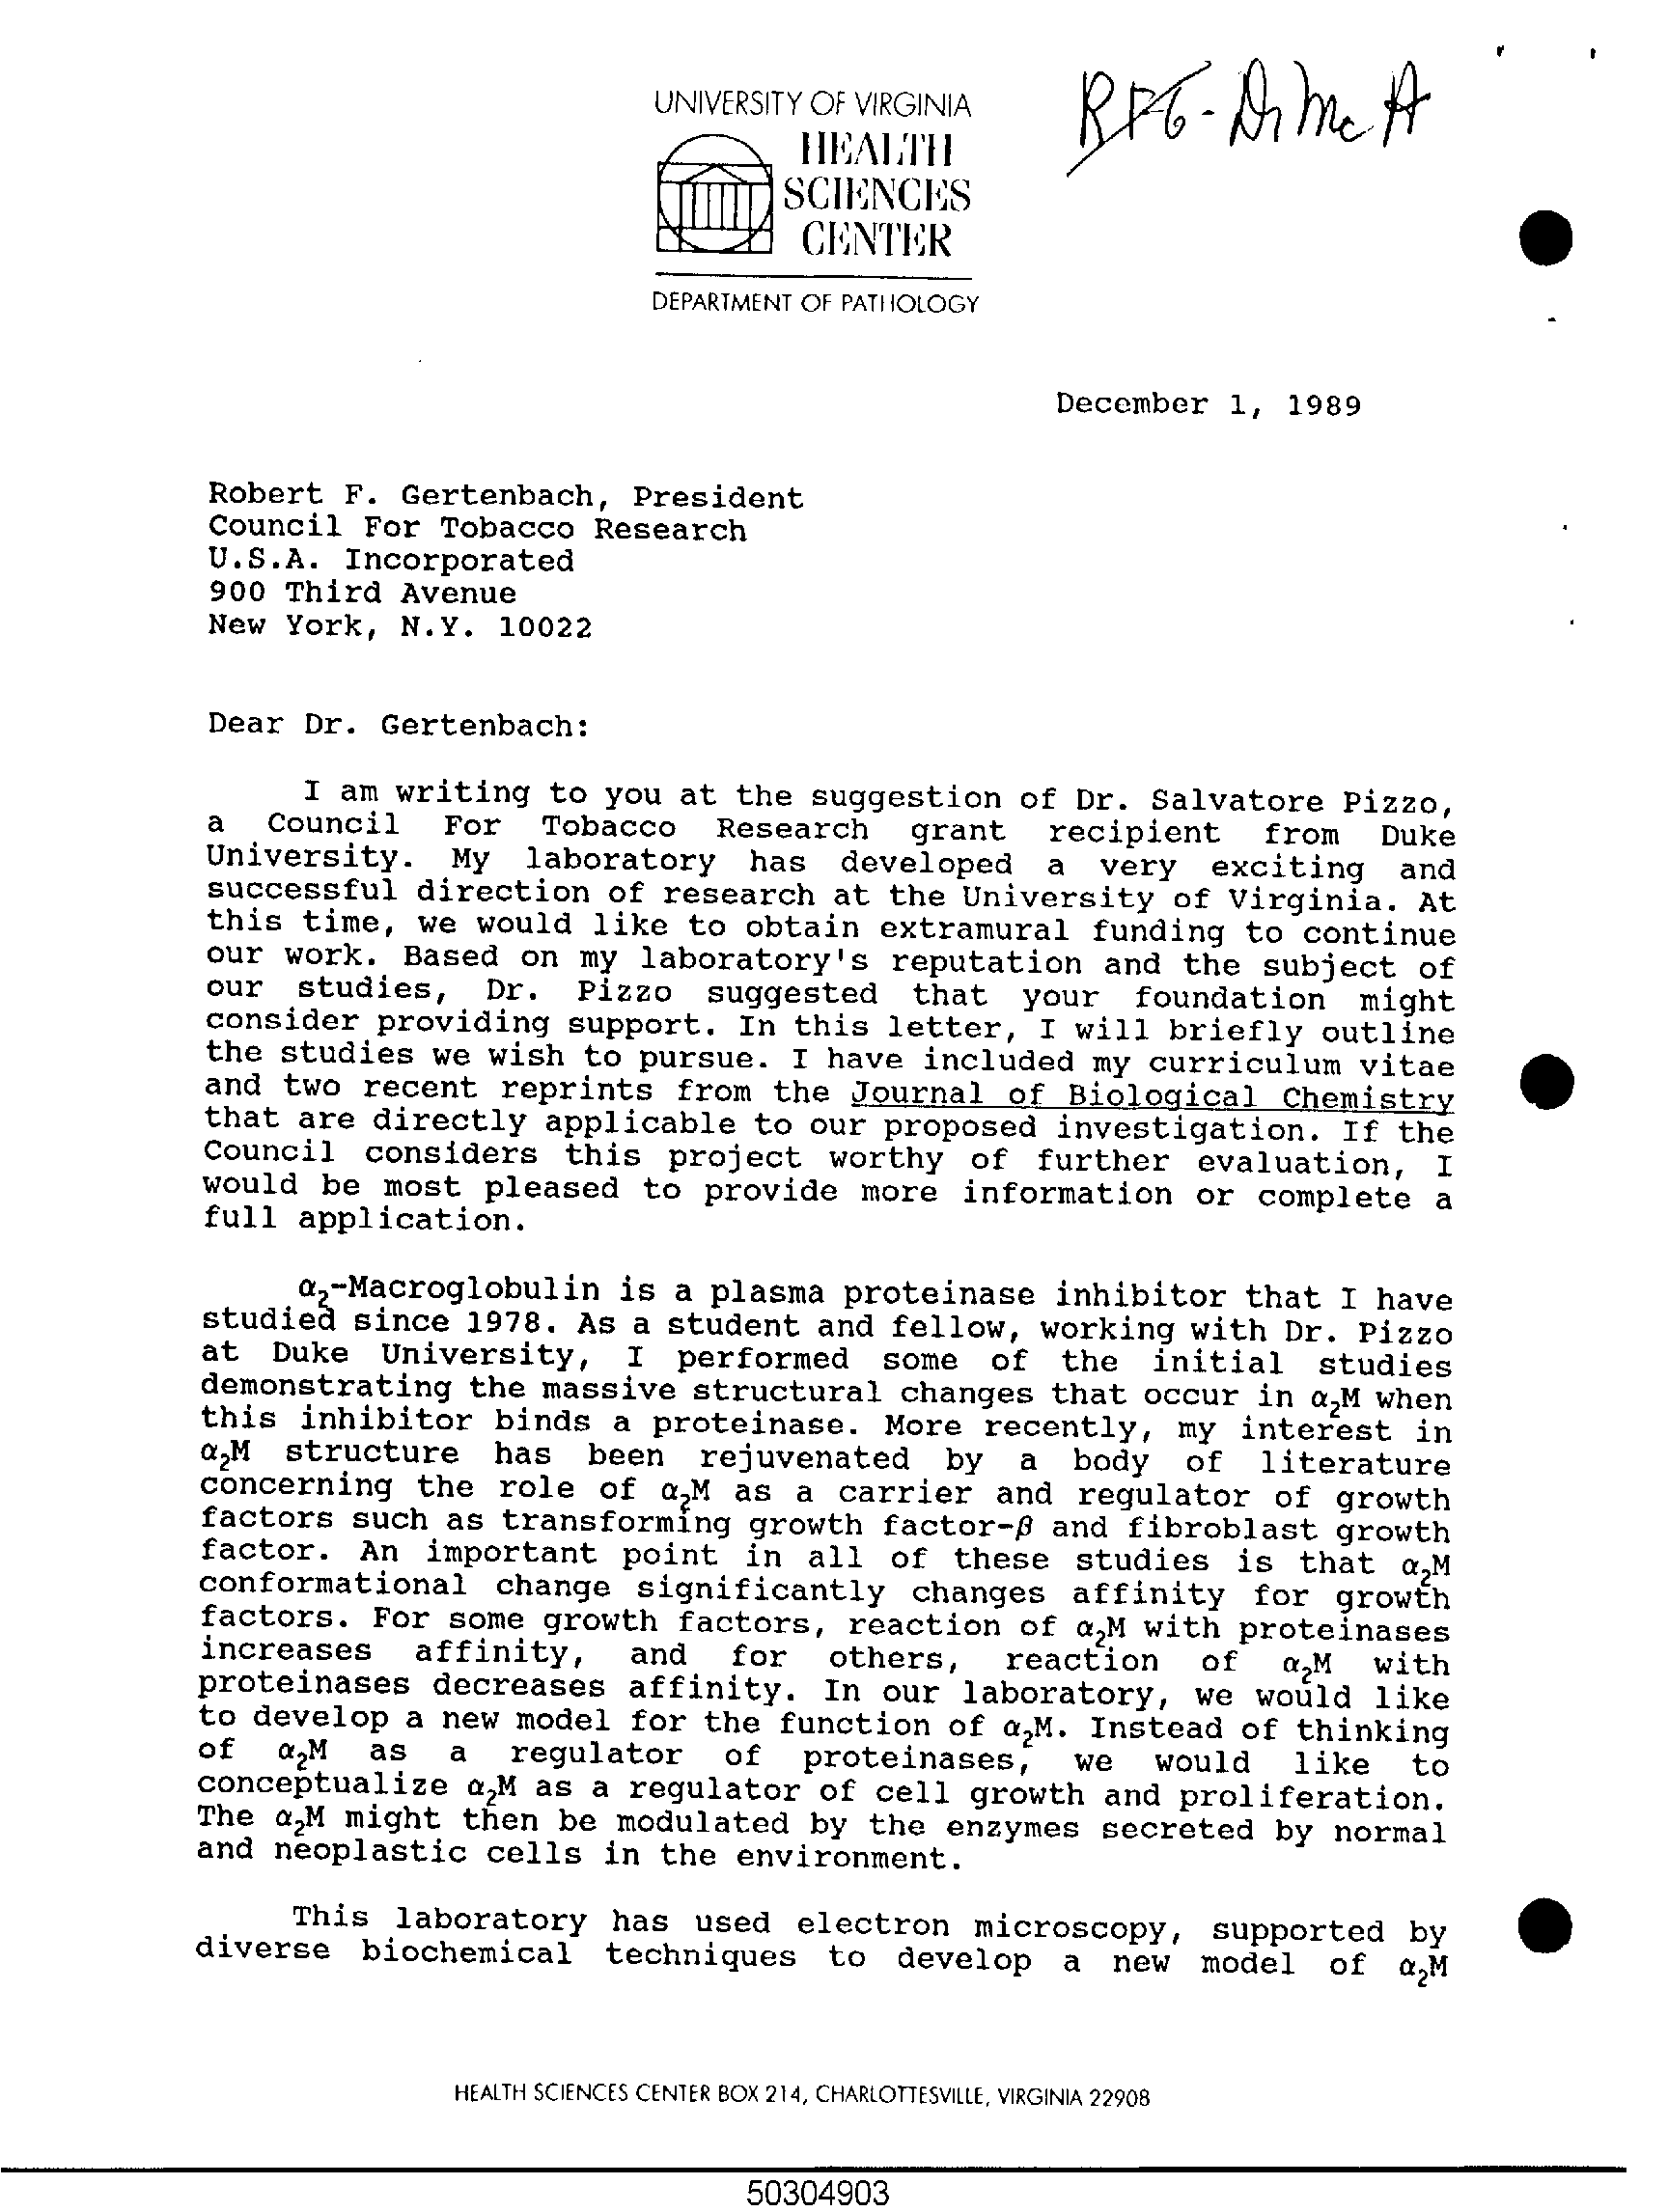 RFG - Dr McA
UNIVERSITY OF VIRGINIA
HEALTH
SCIENCES
CENTER
DEPARTMENT OF PATHOLOGY
December 1, 1989
Robert F. Gertenbach, President
Council For Tobacco Research
U.S.A. Incorporated
900 Third Avenue
New York, N.Y. 10022
Dear Dr. Gertenbach:
I am writing to you at the suggestion of Dr. Salvatore Pizzo,
a Council For Tobacco Research grant recipient from Duke
University. My laboratory has developed a very exciting and
successful direction of research at the University of Virginia. At
this time, we would like to obtain extramural funding to continue
our work. Based on my laboratory's reputation and the subject of
our studies, Dr. Pizzo suggested that your foundation might
consider providing support. In this letter, I will briefly outline
the studies we wish to pursue. I have included my curriculum vitae
and two recent reprints from the Journal of Biological Chemistry
that are directly applicable to our proposed investigation. If the
Council considers this project worthy of further evaluation, I
would be most pleased to provide more information or complete a
full application.
α₂-Macroglobulin is a plasma proteinase inhibitor that I have
studied since 1978. As a student and fellow, working with Dr. Pizzo
at Duke University, I performed some of the initial studies
demonstrating the massive structural changes that occur in α₂M when
this inhibitor binds a proteinase. More recently, my interest in
α₂M structure has been rejuvenated by a body of literature
concerning the role of α₂M as a carrier and regulator of growth
factors such as transforming growth factor-β and fibroblast growth
factor. An important point in all of these studies is that α₂M
conformational change significantly changes affinity for growth
factors. For some growth factors, reaction of α₂M with proteinases
increases affinity, and for others, reaction of α₂M with
proteinases decreases affinity. In our laboratory, we would like
to develop a new model for the function of α₂M. Instead of thinking
of α₂M as a regulator of proteinases, we would like to
conceptualize α₂M as a regulator of cell growth and proliferation.
The α₂M might then be modulated by the enzymes secreted by normal
and neoplastic cells in the environment.
This laboratory has used electron microscopy, supported by
diverse biochemical techniques to develop a new model of α₂M
HEALTH SCIENCES CENTER BOX 214, CHARLOTTESVILLE, VIRGINIA 22908
50304903